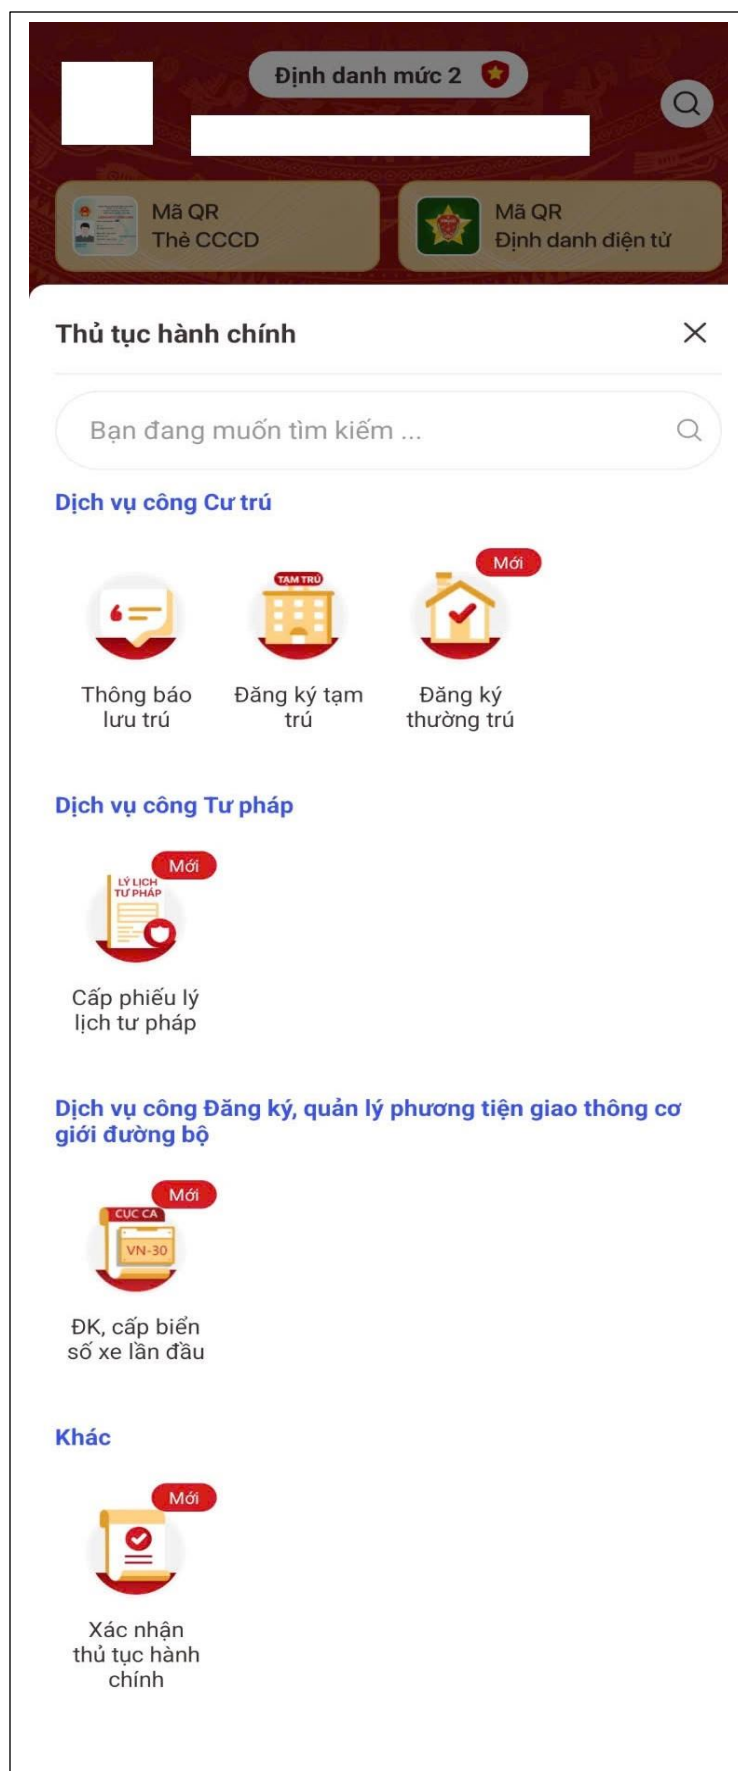 Định danh mức 2
Mã QR
Thẻ CCCD
Mã QR
Định danh điện tử
Thủ tục hành chính
Bạn đang muốn tìm kiếm ...
Dịch vụ công Cư trú
TẠM TRÚ
Mới
Thông báo
lưu trú
Đăng ký tạm
trú
Đăng ký
thường trú
Dịch vụ công Tư pháp
Mới
LÝ LỊCH
TƯ PHÁP
Cấp phiếu lý
lịch tư pháp
Dịch vụ công Đăng ký, quản lý phương tiện giao thông cơ
giới đường bộ
Mới
CỤC CA
VN-30
ĐK, cấp biển
số xe lần đầu
Khác
Mới
Xác nhận
thủ tục hành
chính